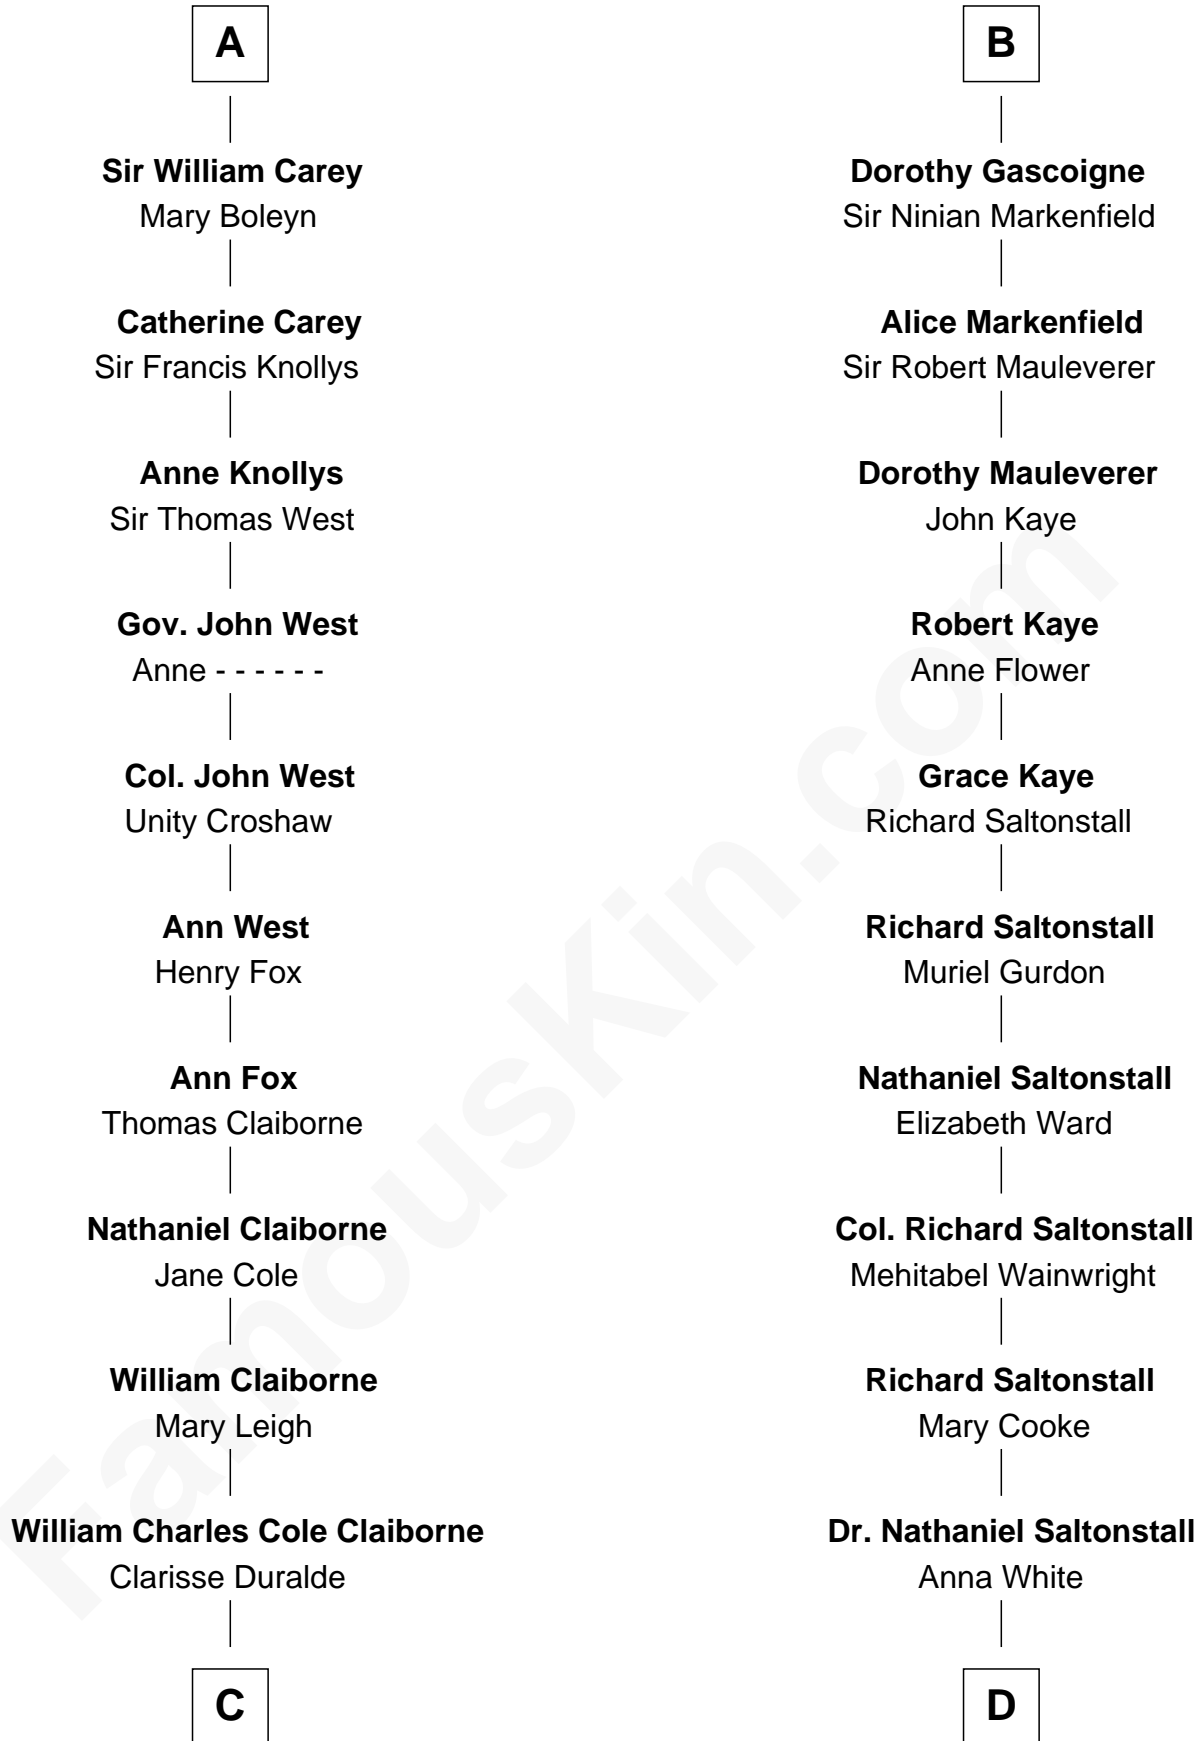 A
Sir William Carey
Mary Boleyn
Catherine Carey
Sir Francis Knollys
Anne Knollys
Sir Thomas West
Gov. John West
Anne - - - - - -
Col. John West
Unity Croshaw
Ann West
Henry Fox
Ann Fox
Thomas Claiborne
Nathaniel Claiborne
Jane Cole
William Claiborne
Mary Leigh
William Charles Cole Claiborne
Clarisse Duralde
C
B
Dorothy Gascoigne
Sir Ninian Markenfield
Alice Markenfield
Sir Robert Mauleverer
Dorothy Mauleverer
John Kaye
Robert Kaye
Anne Flower
Grace Kaye
Richard Saltonstall
Richard Saltonstall
Muriel Gurdon
Nathaniel Saltonstall
Elizabeth Ward
Col. Richard Saltonstall
Mehitabel Wainwright
Richard Saltonstall
Mary Cooke
Dr. Nathaniel Saltonstall
Anna White
D
FamousKin.com